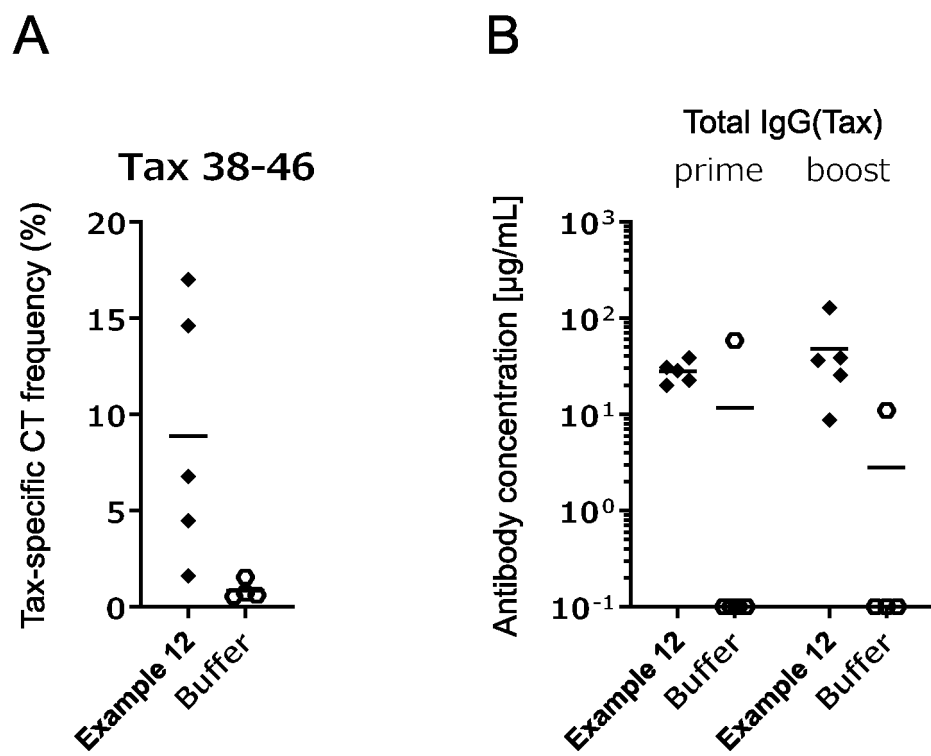 A
Tax 38-46
Tax-specific CT frequency (%)
20
15
10
5
0
Example 12
Buffer
B
Total IgG(Tax)
prime boost
Antibody concentration [µg/mL]
10³
10²
10¹
10⁰
10⁻¹
Example 12
Buffer
Example 12
Buffer